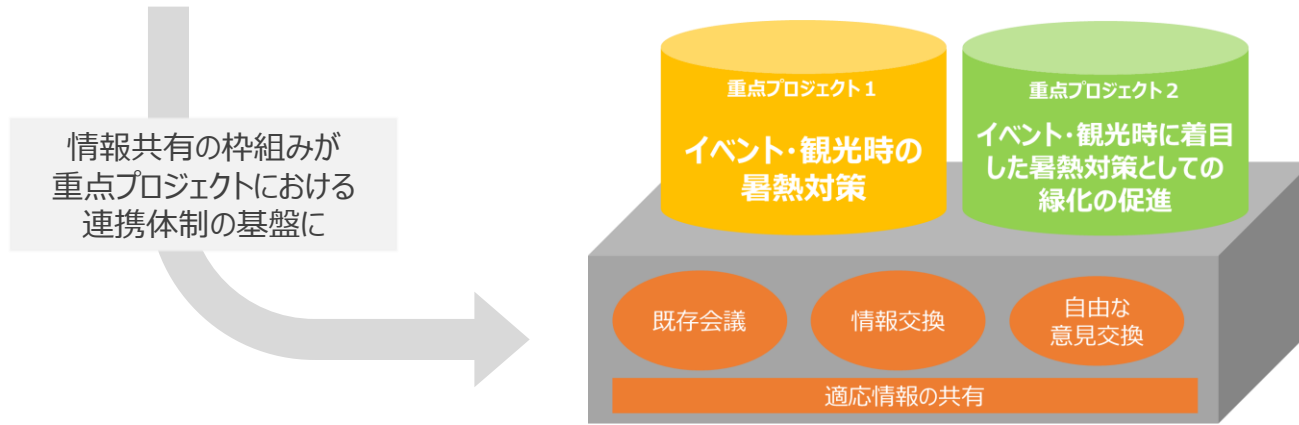 情報共有の枠組みが
重点プロジェクトにおける
連携体制の基盤に
重点プロジェクト1
イベント・観光時の
暑熱対策
重点プロジェクト2
イベント・観光時に着目
した暑熱対策としての
緑化の促進
既存会議
情報交換
自由な
意見交換
適応情報の共有